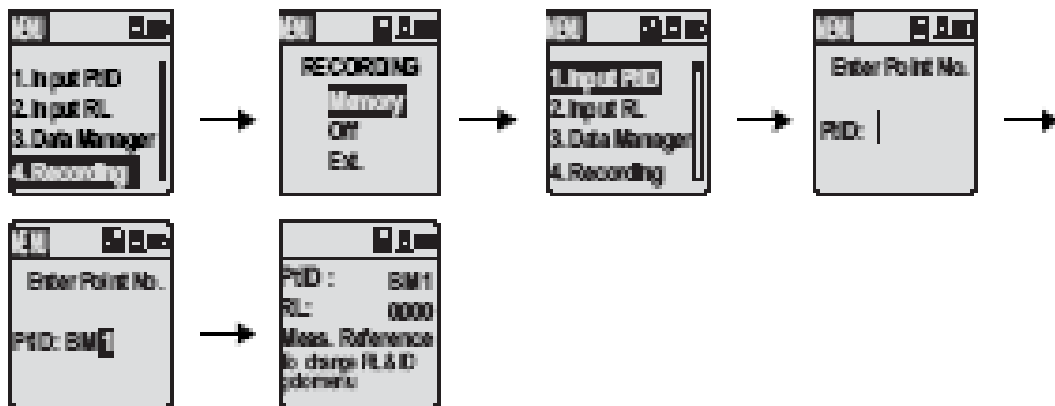 MENU
1. Input PtID
2. Input RL
3. Data Manager
4. Recording
MENU
RECORDING
Memory
Off
Ext.
MENU
1. Input PtID
2. Input RL
3. Data Manager
4. Recording
MENU
Enter Point No.
PtID:
MENU
Enter Point No.
PtID: BM1
PtID : BM1
RL: 0000
Meas. Reference
To change RL & ID
go to menu